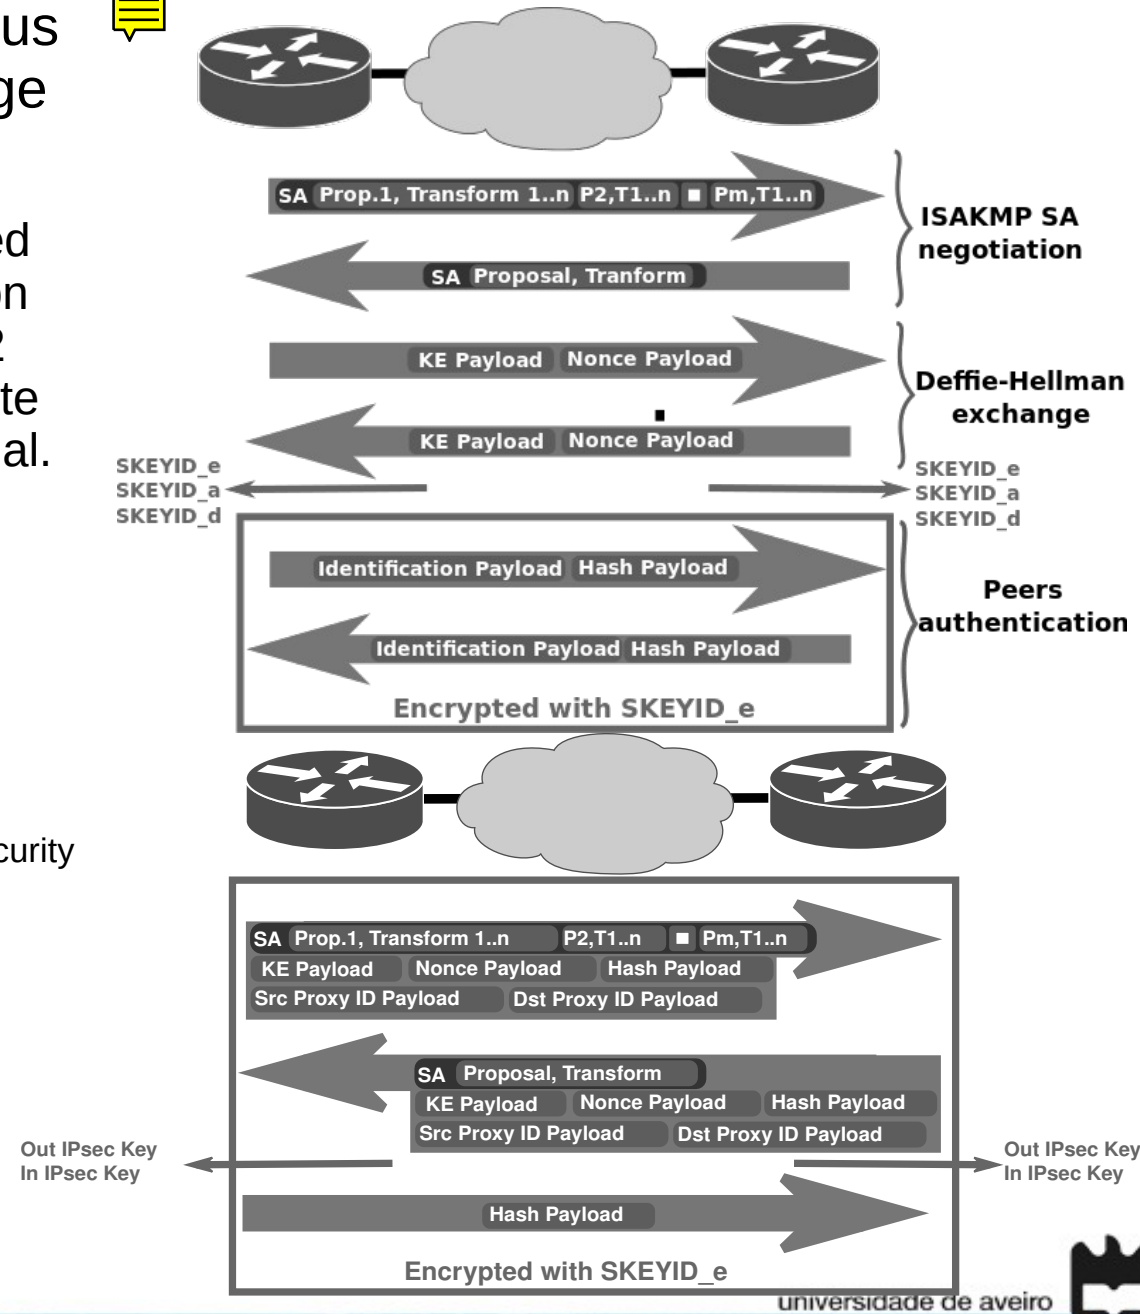 us
ge
SA Prop.1, Transform 1..n P2,T1..n ■ Pm,T1..n
ISAKMP SA
negotiation
ed
on
2
te
al.
SA Proposal, Tranform
KE Payload Nonce Payload
Deffie-Hellman
exchange
KE Payload Nonce Payload
SKEYID_e
SKEYID_a
SKEYID_d
SKEYID_e
SKEYID_a
SKEYID_d
Identification Payload Hash Payload
Peers
authentication
Identification Payload Hash Payload
Encrypted with SKEYID_e
curity
SA Prop.1, Transform 1..n P2,T1..n ■ Pm,T1..n
KE Payload Nonce Payload Hash Payload
Src Proxy ID Payload Dst Proxy ID Payload
SA Proposal, Transform
KE Payload Nonce Payload Hash Payload
Src Proxy ID Payload Dst Proxy ID Payload
Out IPsec Key
In IPsec Key
Out IPsec Key
In IPsec Key
Hash Payload
Encrypted with SKEYID_e
universidade de aveiro